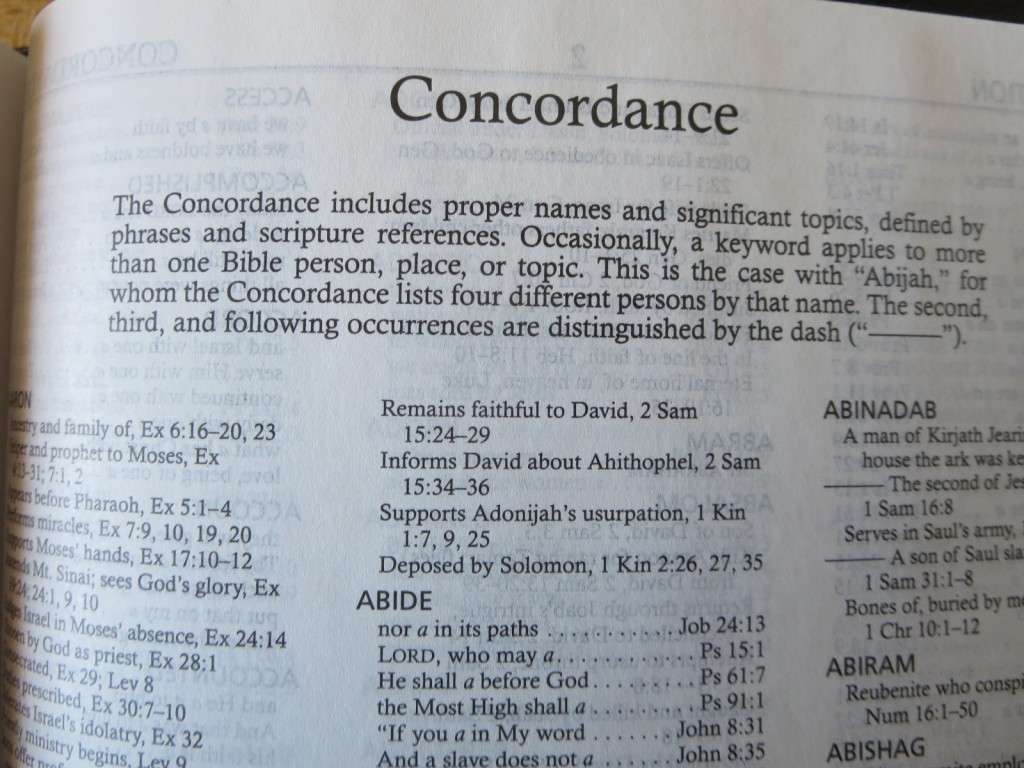 Concordance
The Concordance includes proper names and significant topics, defined by
phrases and scripture references. Occasionally, a keyword applies to more
than one Bible person, place, or topic. This is the case with “Abijah,” for
whom the Concordance lists four different persons by that name. The second,
third, and following occurrences are distinguished by the dash (“———”).
and family of, Ex 6:16–20, 23
and prophet to Moses, Ex
7:1, 2
before Pharaoh, Ex 5:1–4
miracles, Ex 7:9, 10, 19, 20
Moses’ hands, Ex 17:10–12
Mt. Sinai; sees God’s glory, Ex
24:1, 9, 10
Israel in Moses’ absence, Ex 24:14
by God as priest, Ex 28:1
Ex 29; Lev 8
prescribed, Ex 30:7–10
Israel’s idolatry, Ex 32
ministry begins, Lev 9
offer
Remains faithful to David, 2 Sam
15:24–29
Informs David about Ahithophel, 2 Sam
15:34–36
Supports Adonijah’s usurpation, 1 Kin
1:7, 9, 25
Deposed by Solomon, 1 Kin 2:26, 27, 35
ABIDE
nor a in its paths . . . . . . . . . . . Job 24:13
LORD, who may a. . . . . . . . . . . . . Ps 15:1
He shall a before God. . . . . . . . . Ps 61:7
the Most High shall a . . . . . . . . . Ps 91:1
“If you a in My word . . . . . . . John 8:31
And a slave does not a . . . . . John 8:35
ABINADAB
A man of Kirjath
house the ark was
——— The second of
1 Sam 16:8
Serves in Saul’s army,
——— A son of Saul
1 Sam 31:1–8
Bones of, buried by
1 Chr 10:1–12
ABIRAM
Reubenite who
Num 16:1–50
ABISHAG